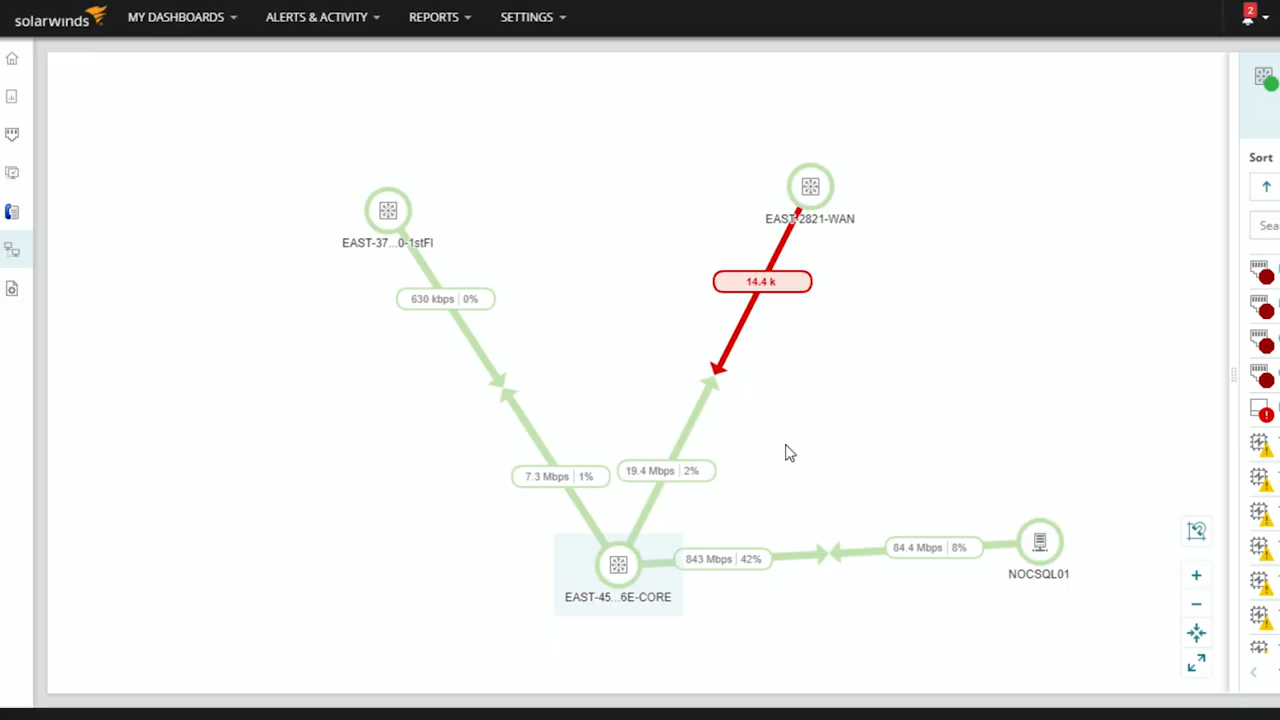 solarwinds MY DASHBOARDS ALERTS & ACTIVITY REPORTS SETTINGS 2
Sort
EAST-37...0-1stFl
EAST-2821-WAN
14.4 k
630 kbps | 0%
7.3 Mbps | 1%
19.4 Mbps | 2%
843 Mbps | 42%
84.4 Mbps | 8%
NOCSQL01
EAST-45...6E-CORE